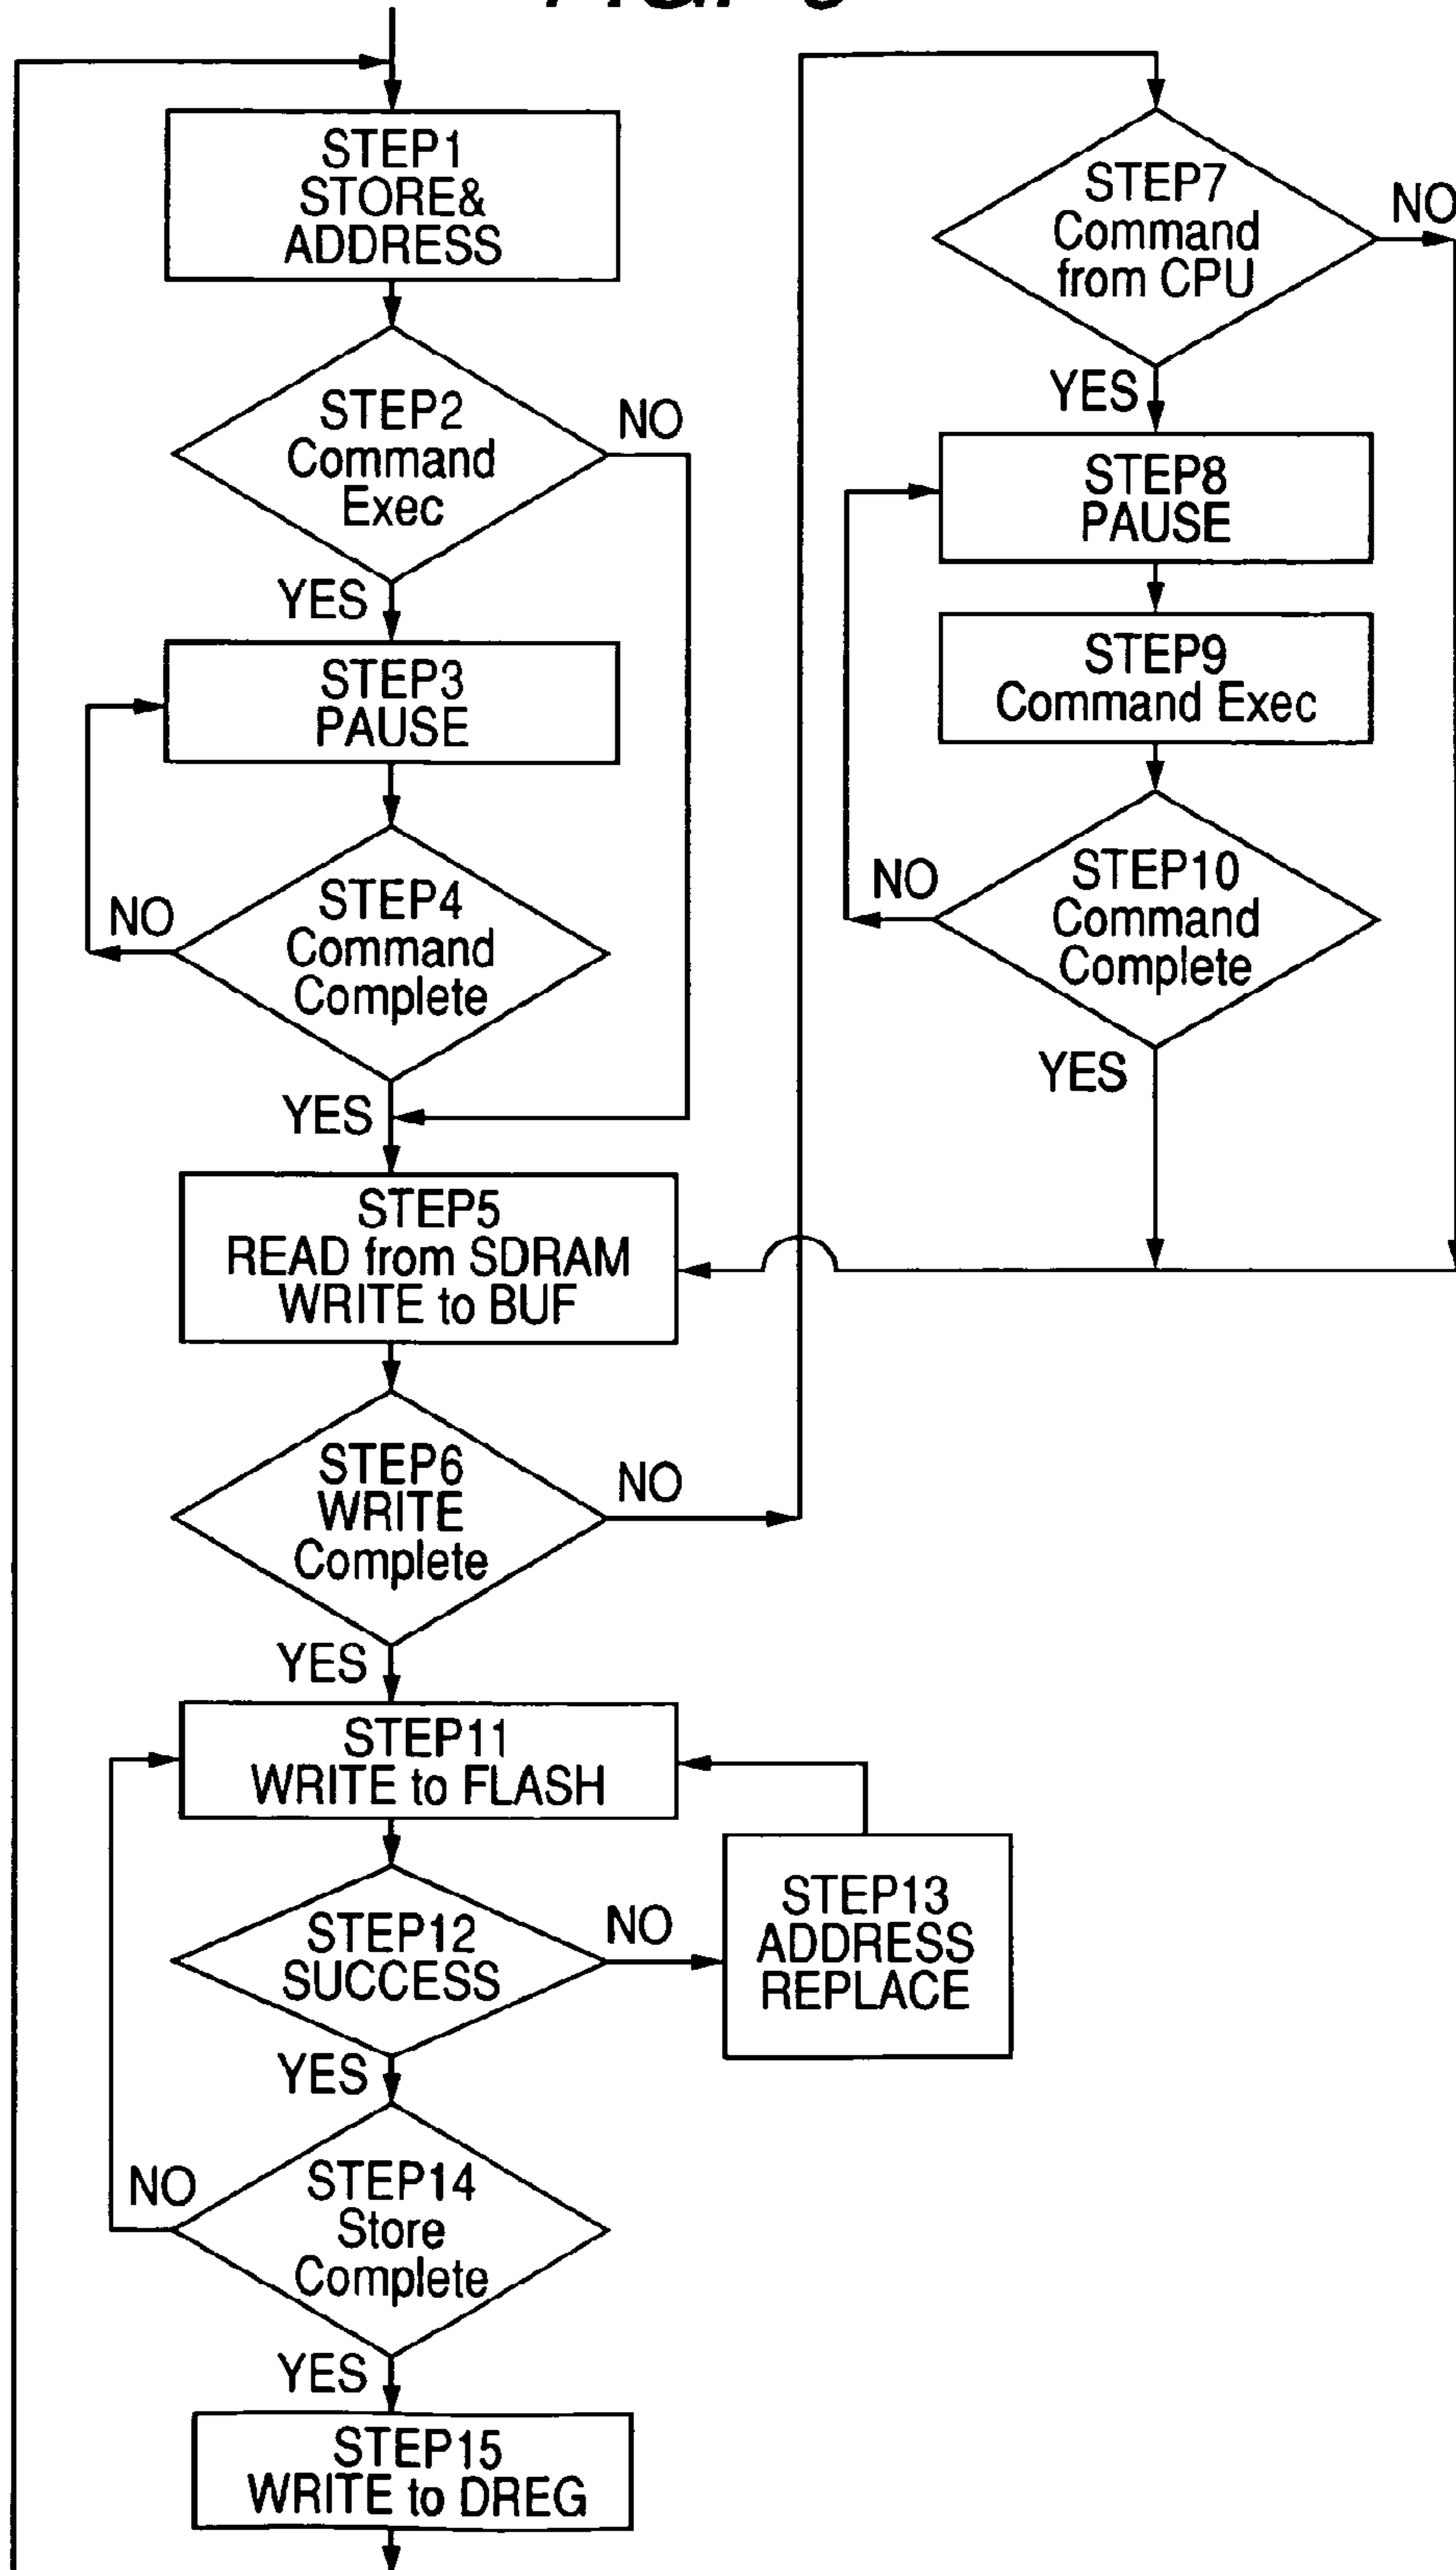 STEP1
STORE&
ADDRESS
STEP2
Command
Exec
NO
YES
STEP3
PAUSE
STEP4
Command
Complete
NO
YES
STEP5
READ from SDRAM
WRITE to BUF
STEP6
WRITE
Complete
NO
YES
STEP7
Command
from CPU
NO
YES
STEP8
PAUSE
STEP9
Command Exec
STEP10
Command
Complete
NO
YES
STEP11
WRITE to FLASH
STEP12
SUCCESS
NO
STEP13
ADDRESS
REPLACE
YES
STEP14
Store
Complete
NO
YES
STEP15
WRITE to DREG